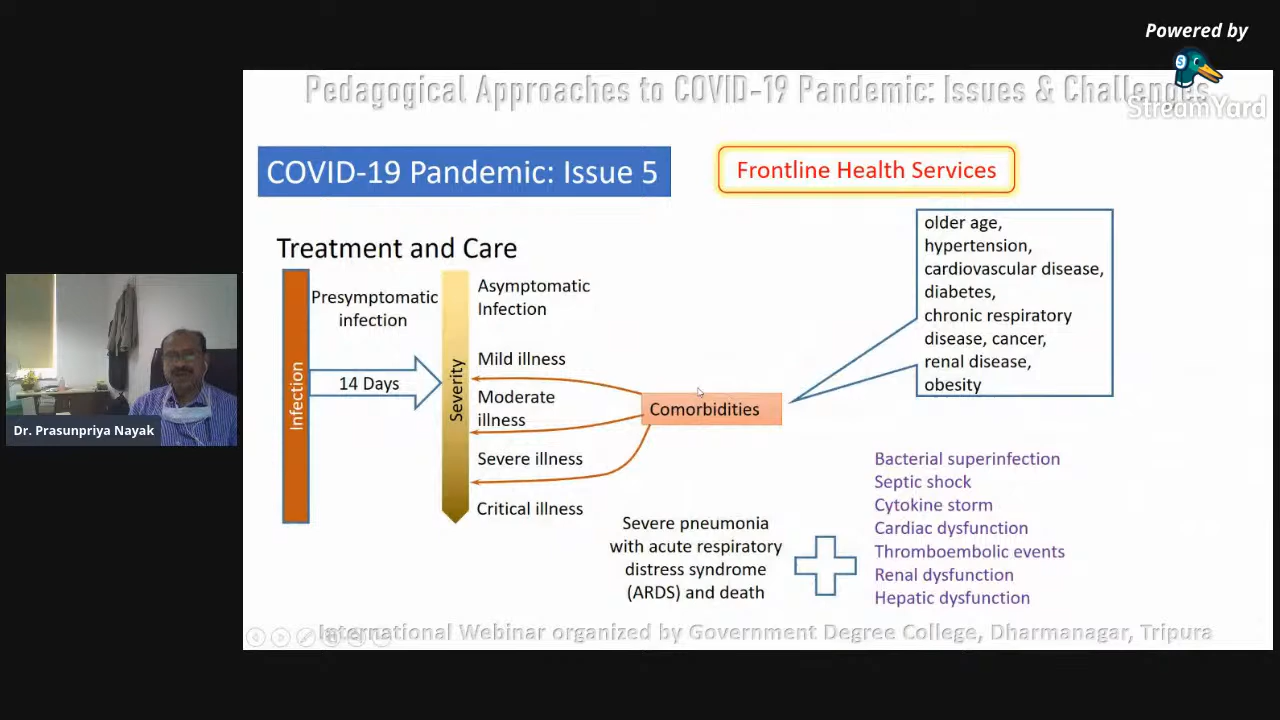 Powered by
StreamYard
Pedagogical Approaches to COVID-19 Pandemic: Issues & Challenges
COVID-19 Pandemic: Issue 5
Frontline Health Services
Treatment and Care
Infection
Presymptomatic
infection
14 Days
Severity
Asymptomatic
Infection
Mild illness
Moderate
illness
Severe illness
Critical illness
Comorbidities
older age,
hypertension,
cardiovascular disease,
diabetes,
chronic respiratory
disease, cancer,
renal disease,
obesity
Severe pneumonia
with acute respiratory
distress syndrome
(ARDS) and death
Bacterial superinfection
Septic shock
Cytokine storm
Cardiac dysfunction
Thromboembolic events
Renal dysfunction
Hepatic dysfunction
Dr. Prasunpriya Nayak
International Webinar organized by Government Degree College, Dharmanagar, Tripura